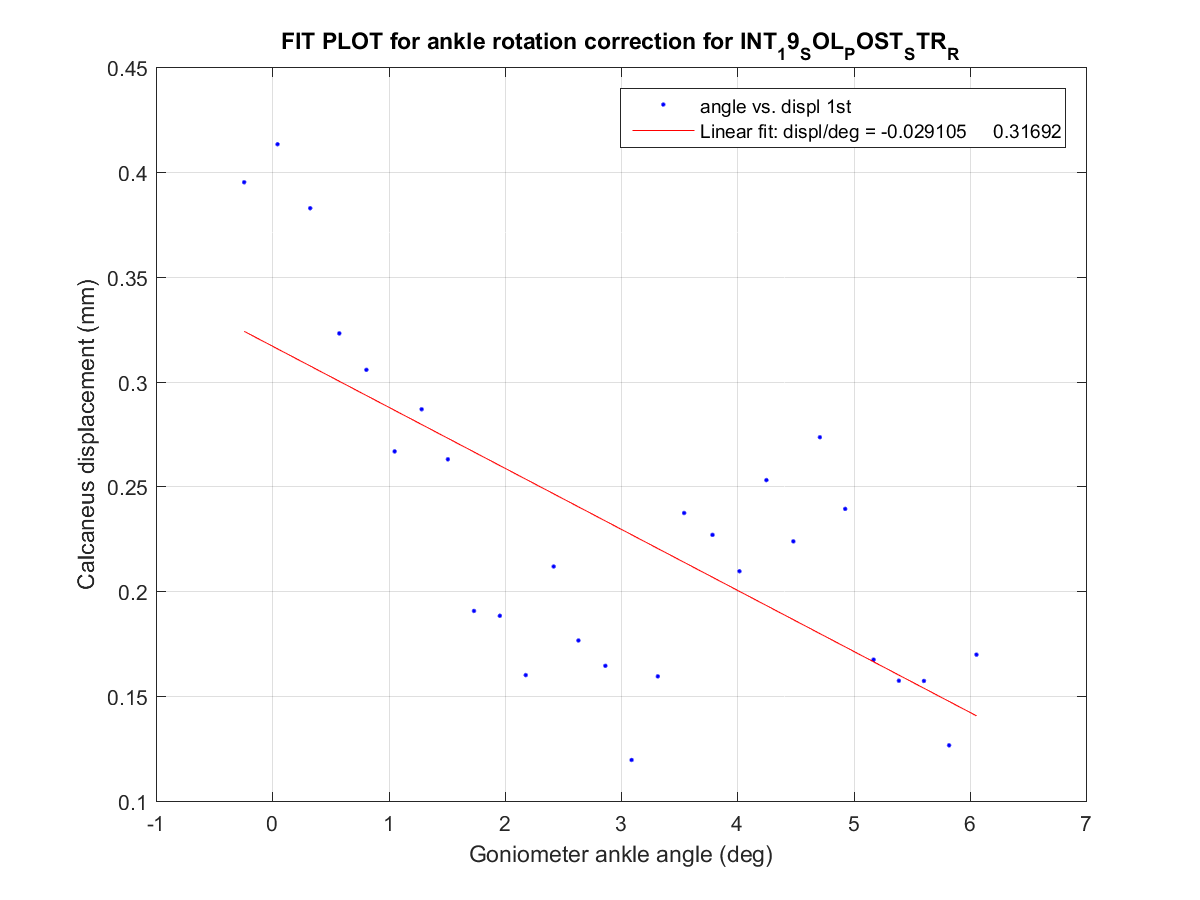 FIT PLOT for ankle rotation correction for INT₁9ₛOLₚOSTₛTRᵣ
angle vs. displ 1st
Linear fit: displ/deg = -0.029105 0.31692
0.45
0.4
0.35
0.3
0.25
0.2
0.15
0.1
Calcaneus displacement (mm)
-1 0 1 2 3 4 5 6 7
Goniometer ankle angle (deg)